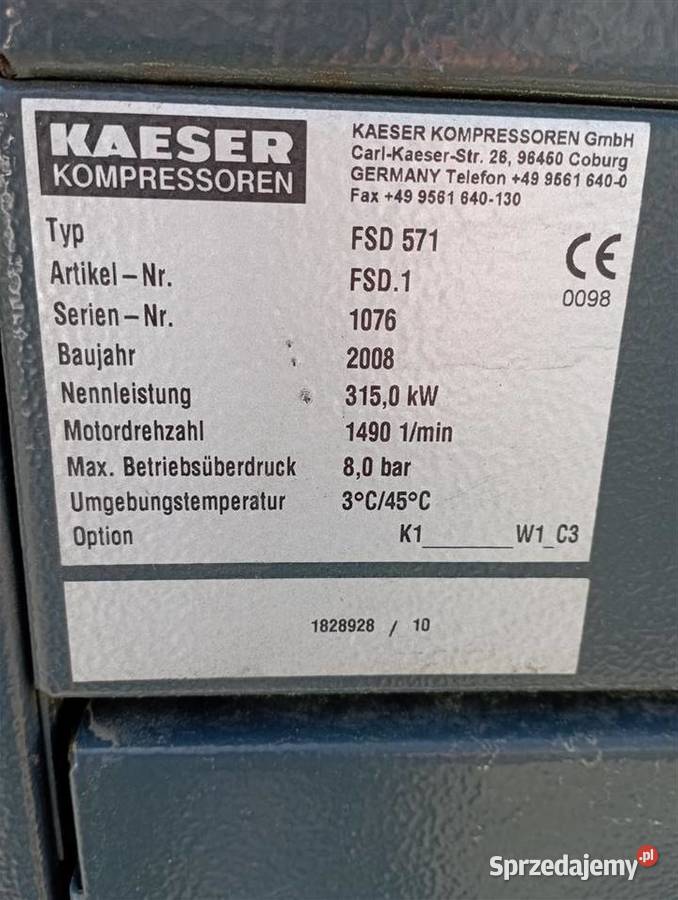 KAESER
KOMPRESSOREN
KAESER KOMPRESSOREN GmbH
Carl-Kaeser-Str. 26, 96450 Coburg
GERMANY Telefon +49 9561 640-0
Fax +49 9561 640-130
Typ FSD 571
Artikel-Nr. FSD.1
Serien-Nr. 1076
Baujahr 2008
Nennleistung 315,0 kW
Motordrehzahl 1490 1/min
Max. Betriebsüberdruck 8,0 bar
Umgebungstemperatur 3°C/45°C
Option K1_______W1_C3
CE
0098
1828928 / 10
Sprzedajemy.pl